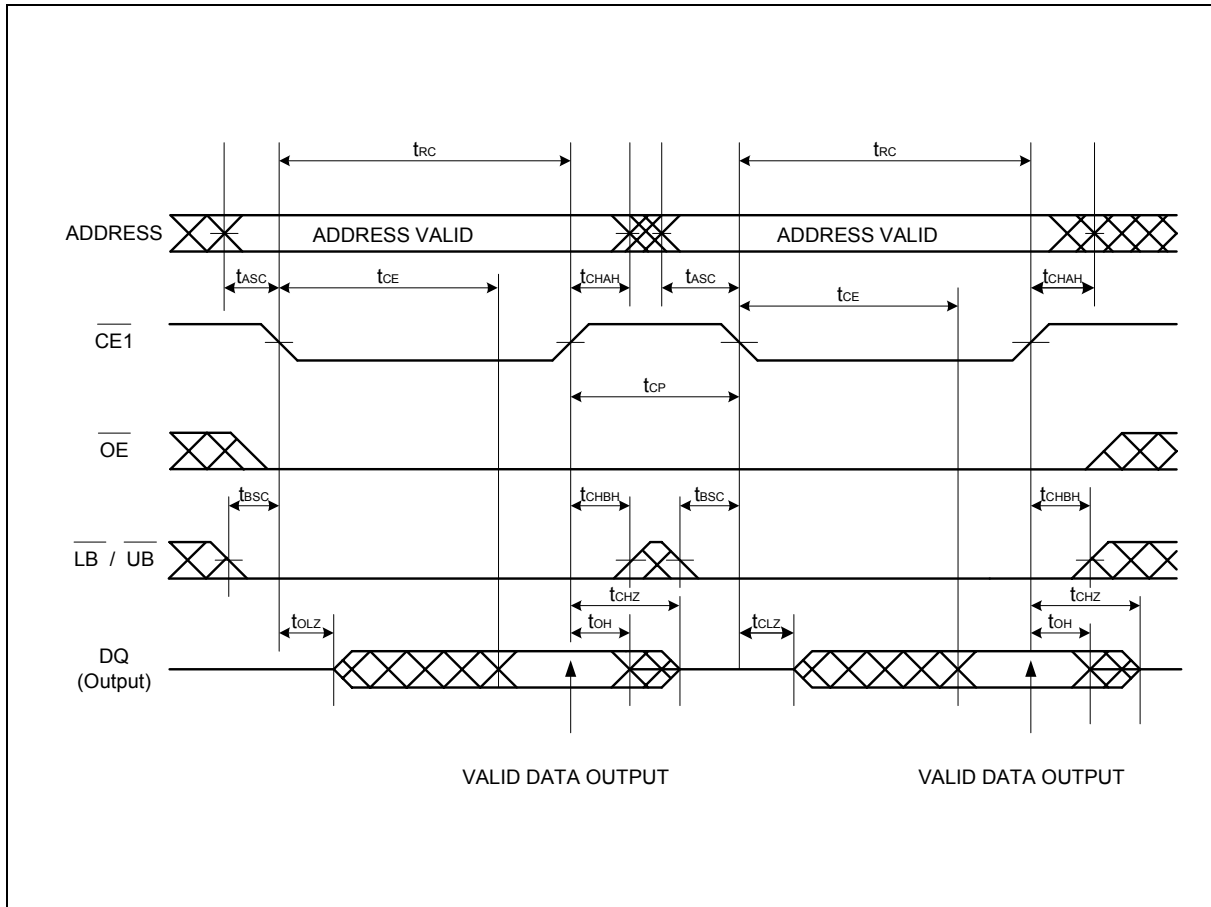 tRC tRC
ADDRESS ADDRESS VALID ADDRESS VALID
tASC tCE tCHAH tASC tCE tCHAH
CE1
tCP
OE
tBSC tCHBH tBSC tCHBH
LB / UB
tCHZ tCHZ
tOLZ tOH tCLZ tOH
DQ
(Output)
VALID DATA OUTPUT VALID DATA OUTPUT